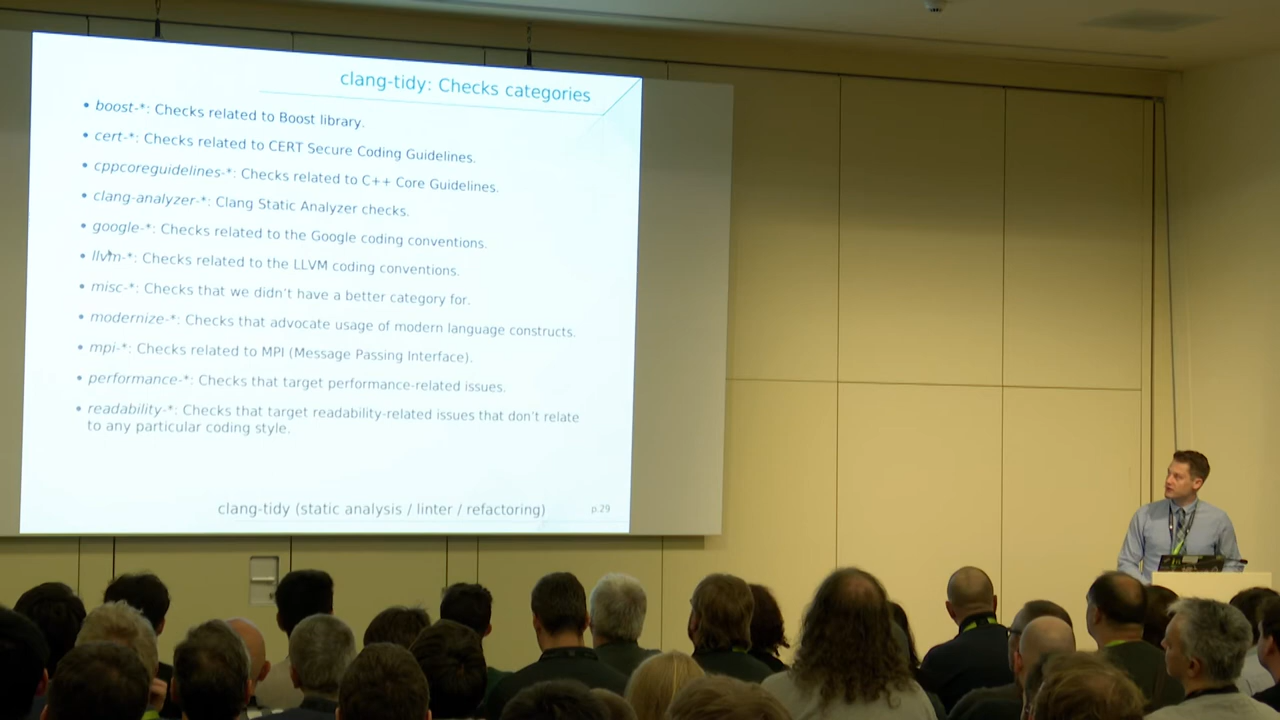 clang-tidy: Checks categories
• boost-*: Checks related to Boost library.
• cert-*: Checks related to CERT Secure Coding Guidelines.
• cppcoreguidelines-*: Checks related to C++ Core Guidelines.
• clang-analyzer-*: Clang Static Analyzer checks.
• google-*: Checks related to the Google coding conventions.
• llvm-*: Checks related to the LLVM coding conventions.
• misc-*: Checks that we didn't have a better category for.
• modernize-*: Checks that advocate usage of modern language constructs.
• mpi-*: Checks related to MPI (Message Passing Interface).
• performance-*: Checks that target performance-related issues.
• readability-*: Checks that target readability-related issues that don't relate
to any particular coding style.
clang-tidy (static analysis / linter / refactoring)
p.29